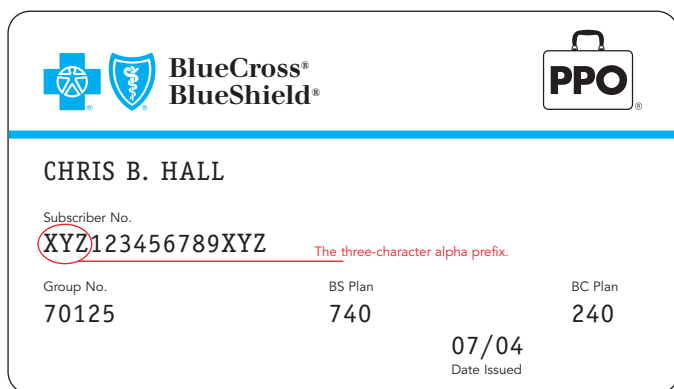 BlueCross®
BlueShield®
PPO®
CHRIS B. HALL
Subscriber No.
XYZ123456789XYZ The three-character alpha prefix.
Group No. BS Plan BC Plan
70125 740 240
07/04
Date Issued